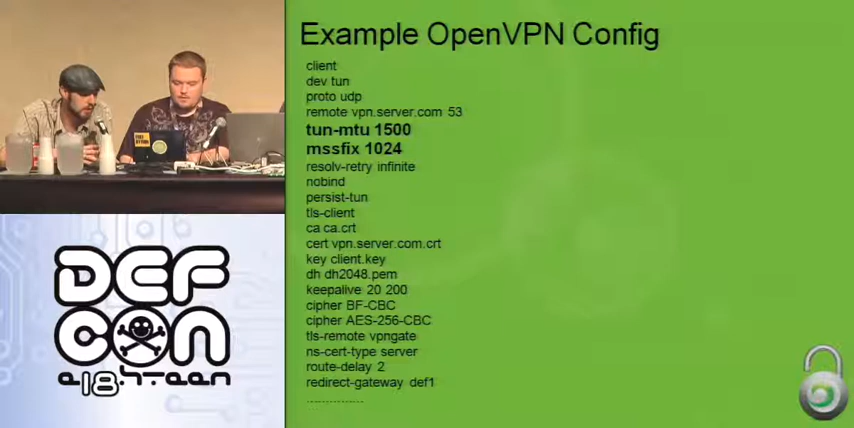 Example OpenVPN Config
client
dev tun
proto udp
remote vpn.server.com 53
tun-mtu 1500
mssfix 1024
resolv-retry infinite
nobind
persist-tun
tls-client
ca ca.crt
cert vpn.server.com.crt
key client.key
dh dh2048.pem
keepalive 20 200
cipher BF-CBC
cipher AES-256-CBC
tls-remote vpngate
ns-cert-type server
route-delay 2
redirect-gateway def1
................
DEF
CON
e18.hteen